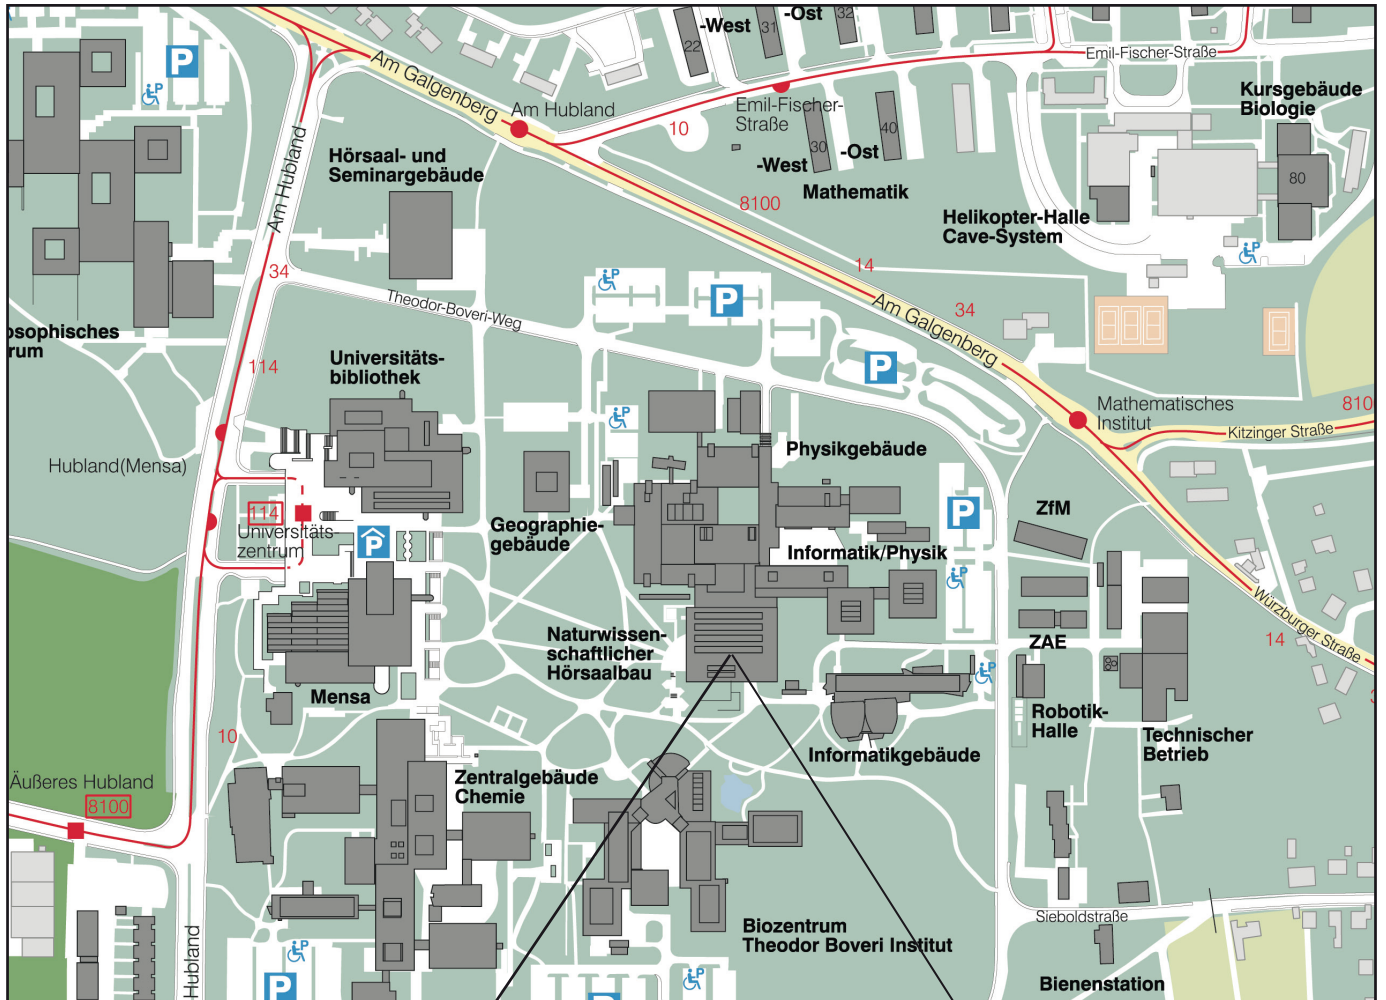 -West
-Ost
22
31
32
P
P
Am Galgenberg
Am Hubland
Emil-Fischer-Straße
Emil-Fischer-
Straße
10
30
40
-West
-Ost
Mathematik
Kursgebäude
Biologie
80
Am Hubland
Hörsaal- und
Seminargebäude
8100
Helikopter-Halle
Cave-System
P
14
34
34
Theodor-Boveri-Weg
P
P
Am Galgenberg
P
osophisches
rum
114
Universitäts-
bibliothek
Mathematisches
Institut
810
Kitzinger Straße
P
Hubland(Mensa)
Physikgebäude
114
Universitäts-
zentrum
P
Geographie-
gebäude
Informatik/Physik
P
P
ZfM
Würzburger Straße
14
Naturwissen-
schaftlicher
Hörsaalbau
ZAE
P
Mensa
Robotik-
Halle
Technischer
Betrieb
10
Informatikgebäude
Äußeres Hubland
8100
Zentralgebäude
Chemie
Sieboldstraße
Biozentrum
Theodor Boveri Institut
Hubland
P
P
P
P
Bienenstation